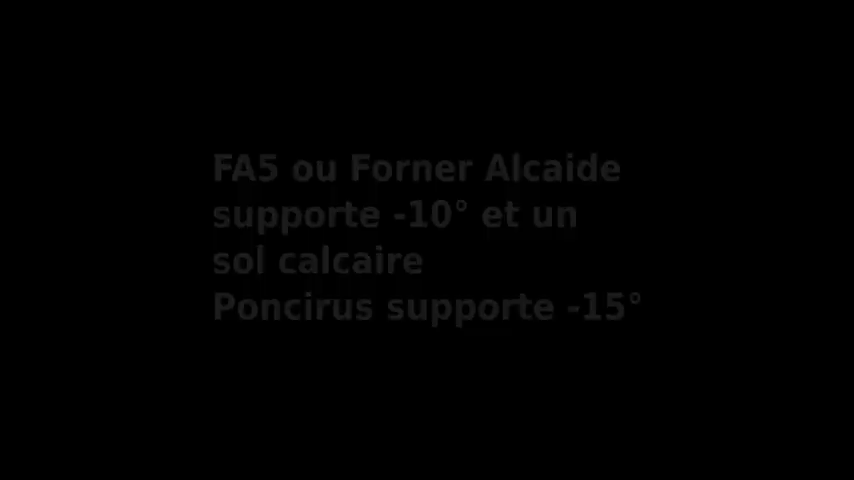 FA5 ou Forner Alcaide
supporte -10° et un
sol calcaire
Poncirus supporte -15°